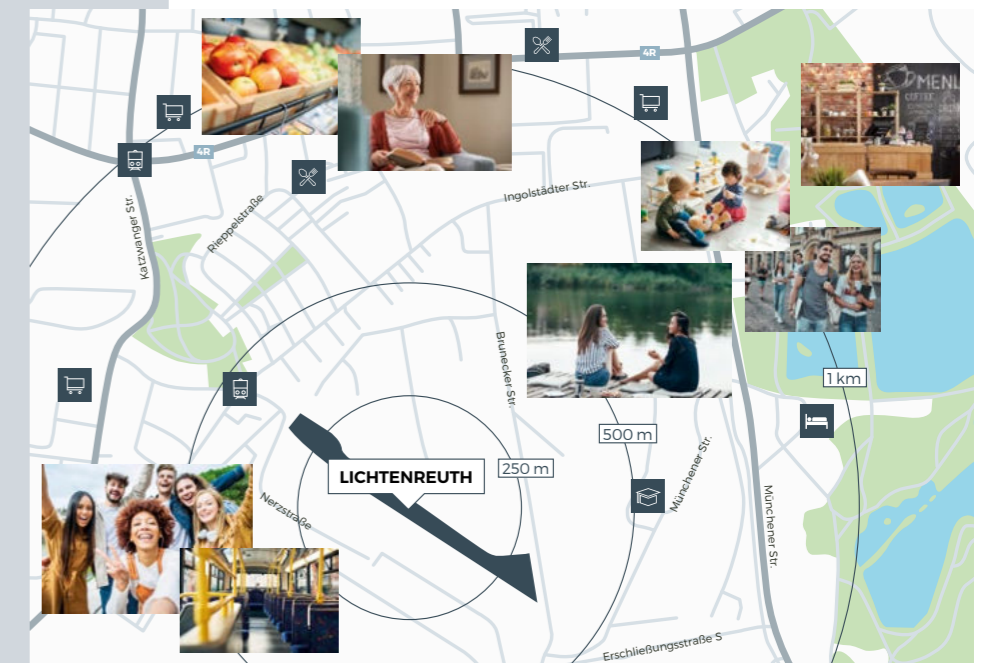 4R
MENU
COFFEE
4R
Ingolstädter Str.
Rieppelstraße
Katzwanger Str.
Brunecker Str.
1 km
500 m
250 m
LICHTENREUTH
Münchener Str.
Nerzstraße
Münchener Str.
Erschließungsstraße S